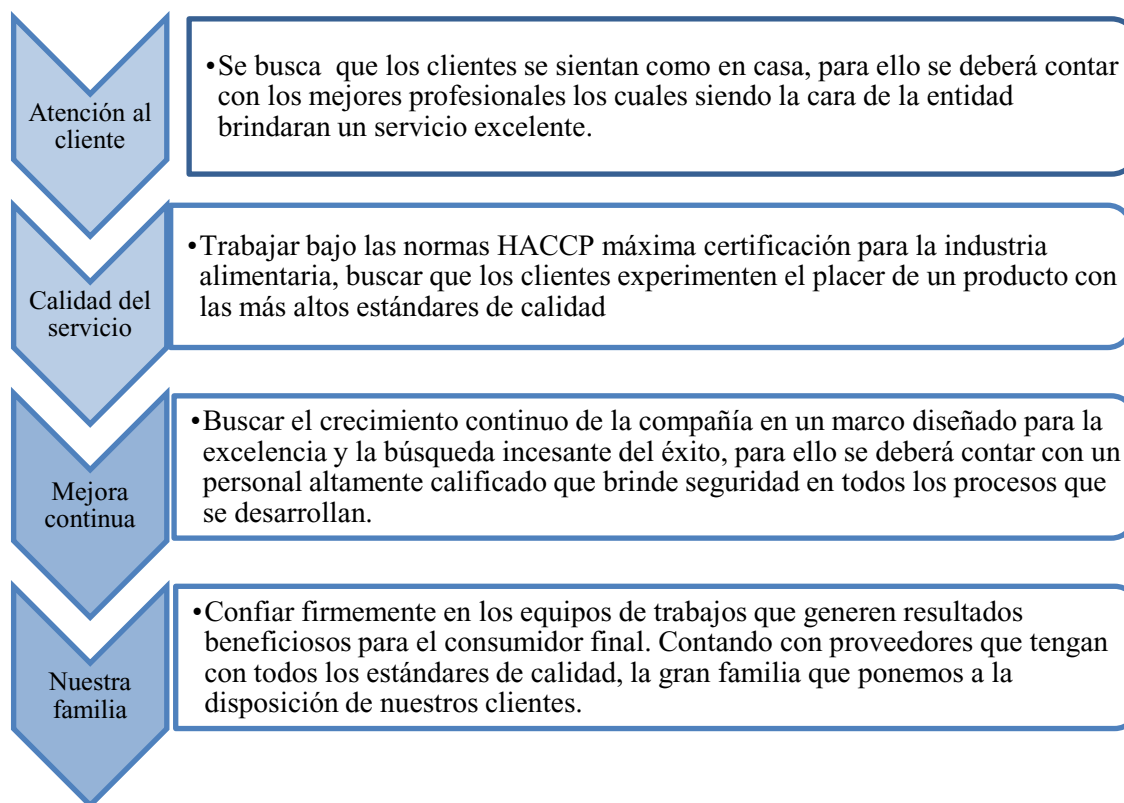 Atención al
cliente
•Se busca  que los clientes se sientan como en casa, para ello se deberá contar
con los mejores profesionales los cuales siendo la cara de la entidad
brindaran un servicio excelente.
Calidad del
servicio
•Trabajar bajo las normas HACCP máxima certificación para la industria
alimentaria, buscar que los clientes experimenten el placer de un producto con
las más altos estándares de calidad
Mejora
continua
•Buscar el crecimiento continuo de la compañía en un marco diseñado para la
excelencia y la búsqueda incesante del éxito, para ello se deberá contar con un
personal altamente calificado que brinde seguridad en todos los procesos que
se desarrollan.
Nuestra
familia
•Confiar firmemente en los equipos de trabajos que generen resultados
beneficiosos para el consumidor final. Contando con proveedores que tengan
con todos los estándares de calidad, la gran familia que ponemos a la
disposición de nuestros clientes.